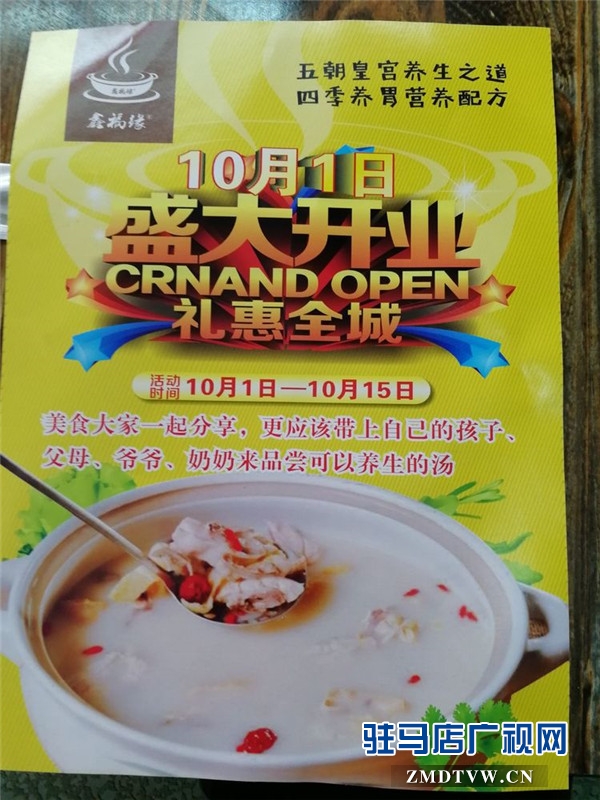 鑫福缘®
五朝皇宫养生之道
四季养胃营养配方
10月1日
盛大开业
CRNAND OPEN
礼惠全城
活动时间 10月1日—10月15日
美食大家一起分享，更应该带上自己的孩子、
父母、爷爷、奶奶来品尝可以养生的汤
驻马店广视网
ZMDTVW.CN